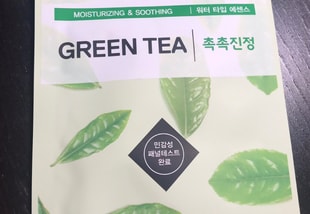 MOISTURIZING & SOOTHING | 워터 타입 에센스
GREEN TEA | 촉촉진정
민감성
패널테스트
완료